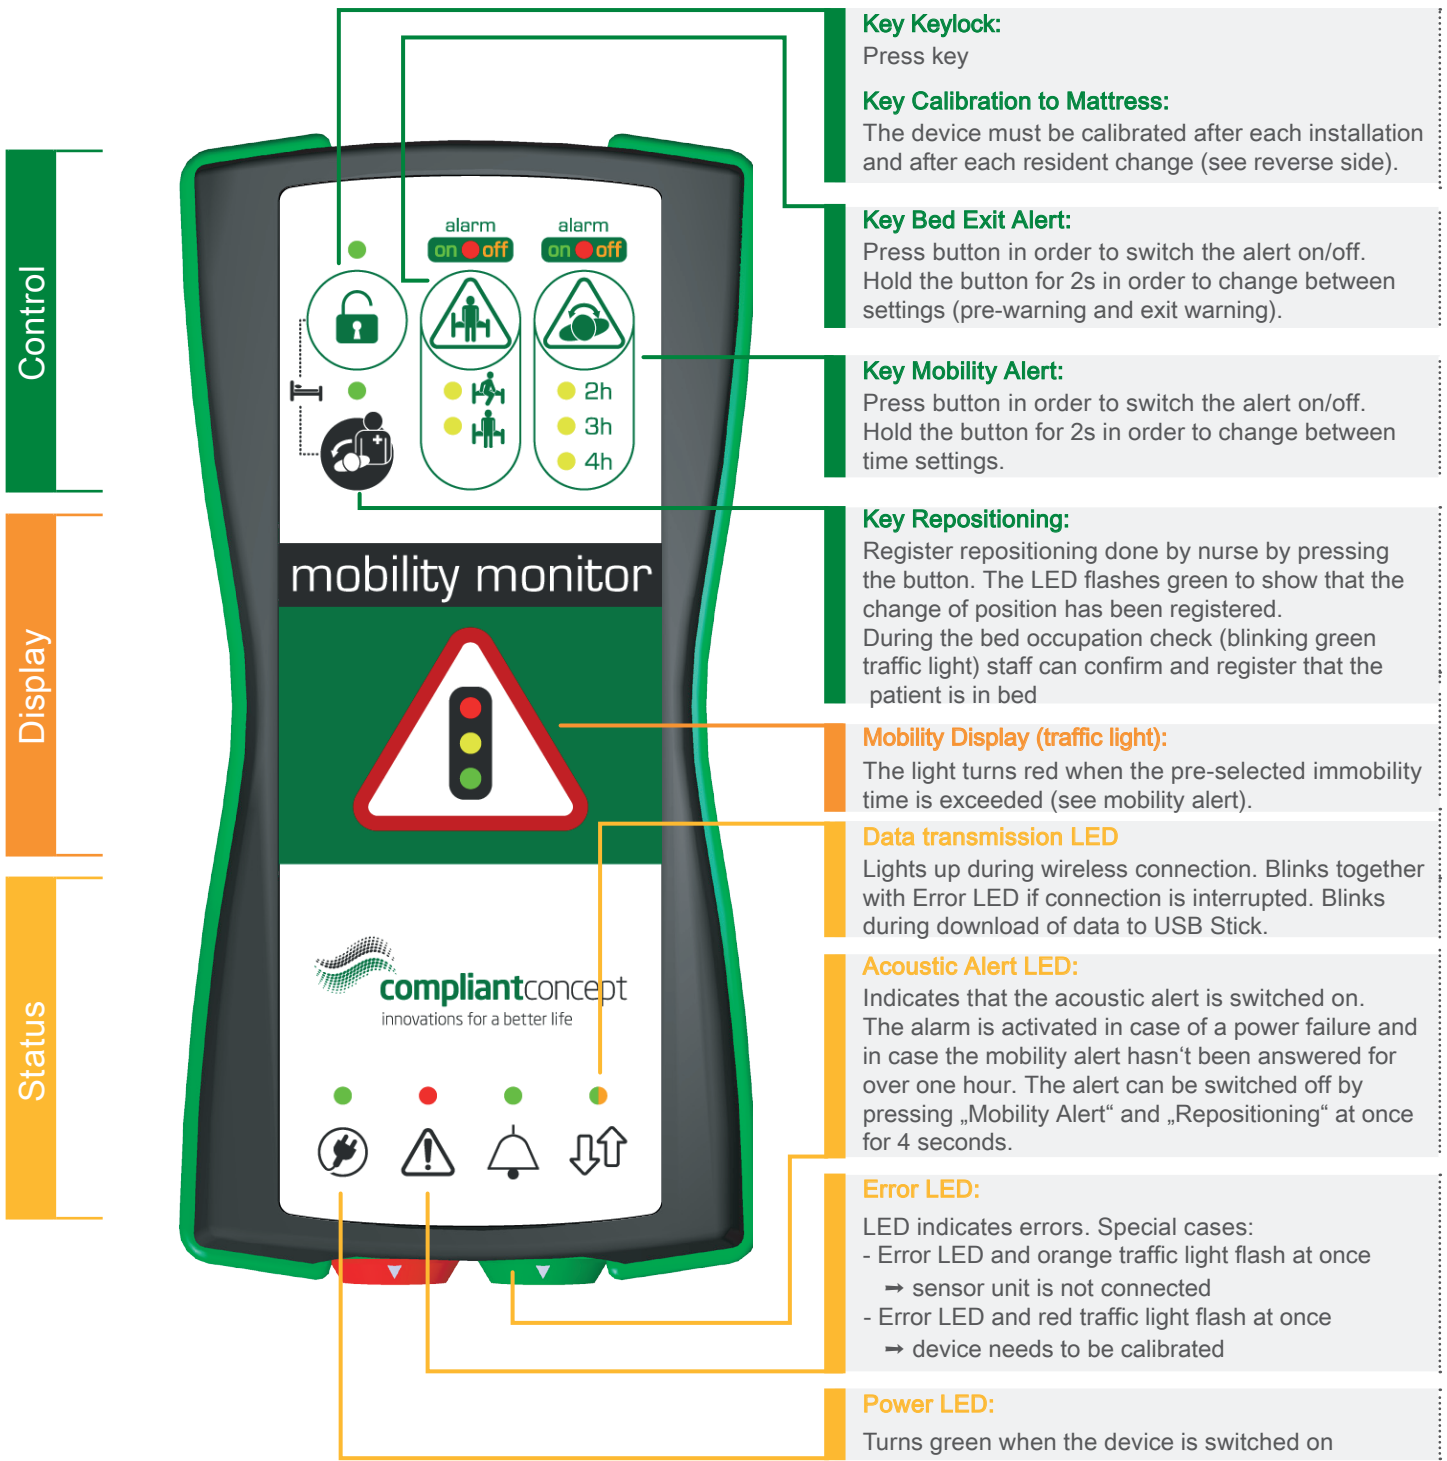 Control
Display
Status
alarm
on off
alarm
on off
2h
3h
4h
mobility monitor
compliantconcept
innovations for a better life
Key Keylock:
Press key
Key Calibration to Mattress:
The device must be calibrated after each installation
and after each resident change (see reverse side).
Key Bed Exit Alert:
Press button in order to switch the alert on/off.
Hold the button for 2s in order to change between
settings (pre-warning and exit warning).
Key Mobility Alert:
Press button in order to switch the alert on/off.
Hold the button for 2s in order to change between
time settings.
Key Repositioning:
Register repositioning done by nurse by pressing
the button. The LED flashes green to show that the
change of position has been registered.
During the bed occupation check (blinking green
traffic light) staff can confirm and register that the
patient is in bed
Mobility Display (traffic light):
The light turns red when the pre-selected immobility
time is exceeded (see mobility alert).
Data transmission LED
Lights up during wireless connection. Blinks together
with Error LED if connection is interrupted. Blinks
during download of data to USB Stick.
Acoustic Alert LED:
Indicates that the acoustic alert is switched on.
The alarm is activated in case of a power failure and
in case the mobility alert hasn‘t been answered for
over one hour. The alert can be switched off by
pressing „Mobility Alert“ and „Repositioning“ at once
for 4 seconds.
Error LED:
LED indicates errors. Special cases:
- Error LED and orange traffic light flash at once
➞ sensor unit is not connected
- Error LED and red traffic light flash at once
➞ device needs to be calibrated
Power LED:
Turns green when the device is switched on